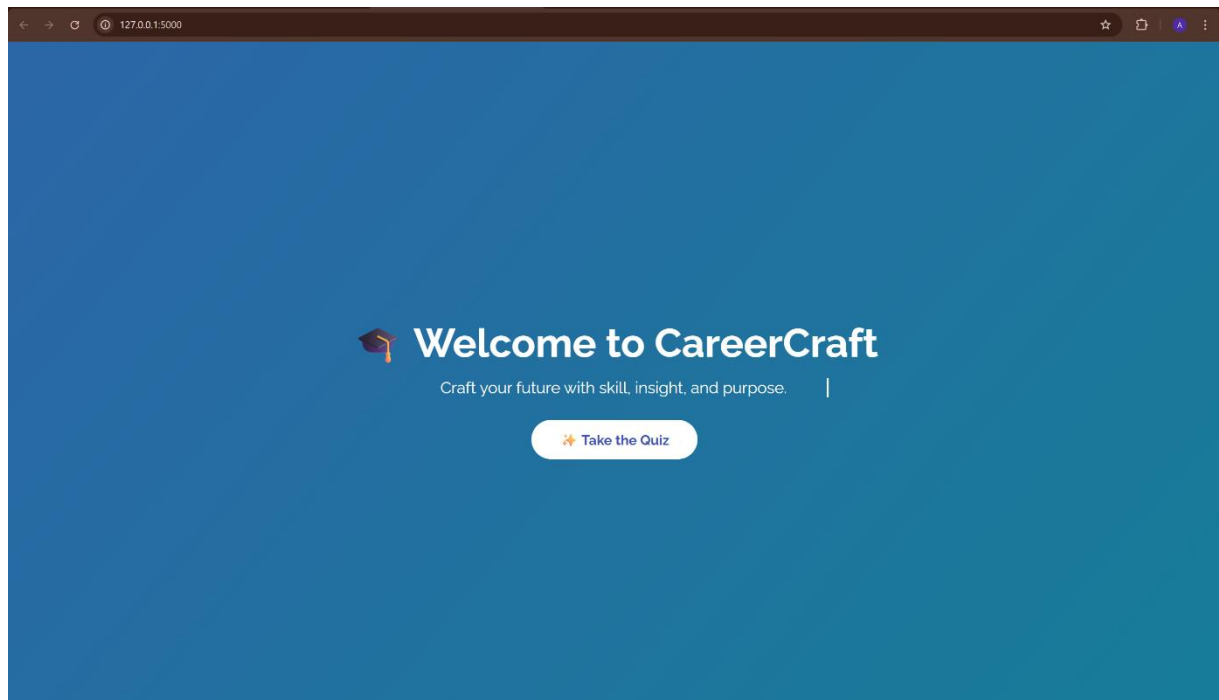 127.0.0.1:5000
A
🎓 Welcome to CareerCraft
Craft your future with skill, insight, and purpose.
✨ Take the Quiz